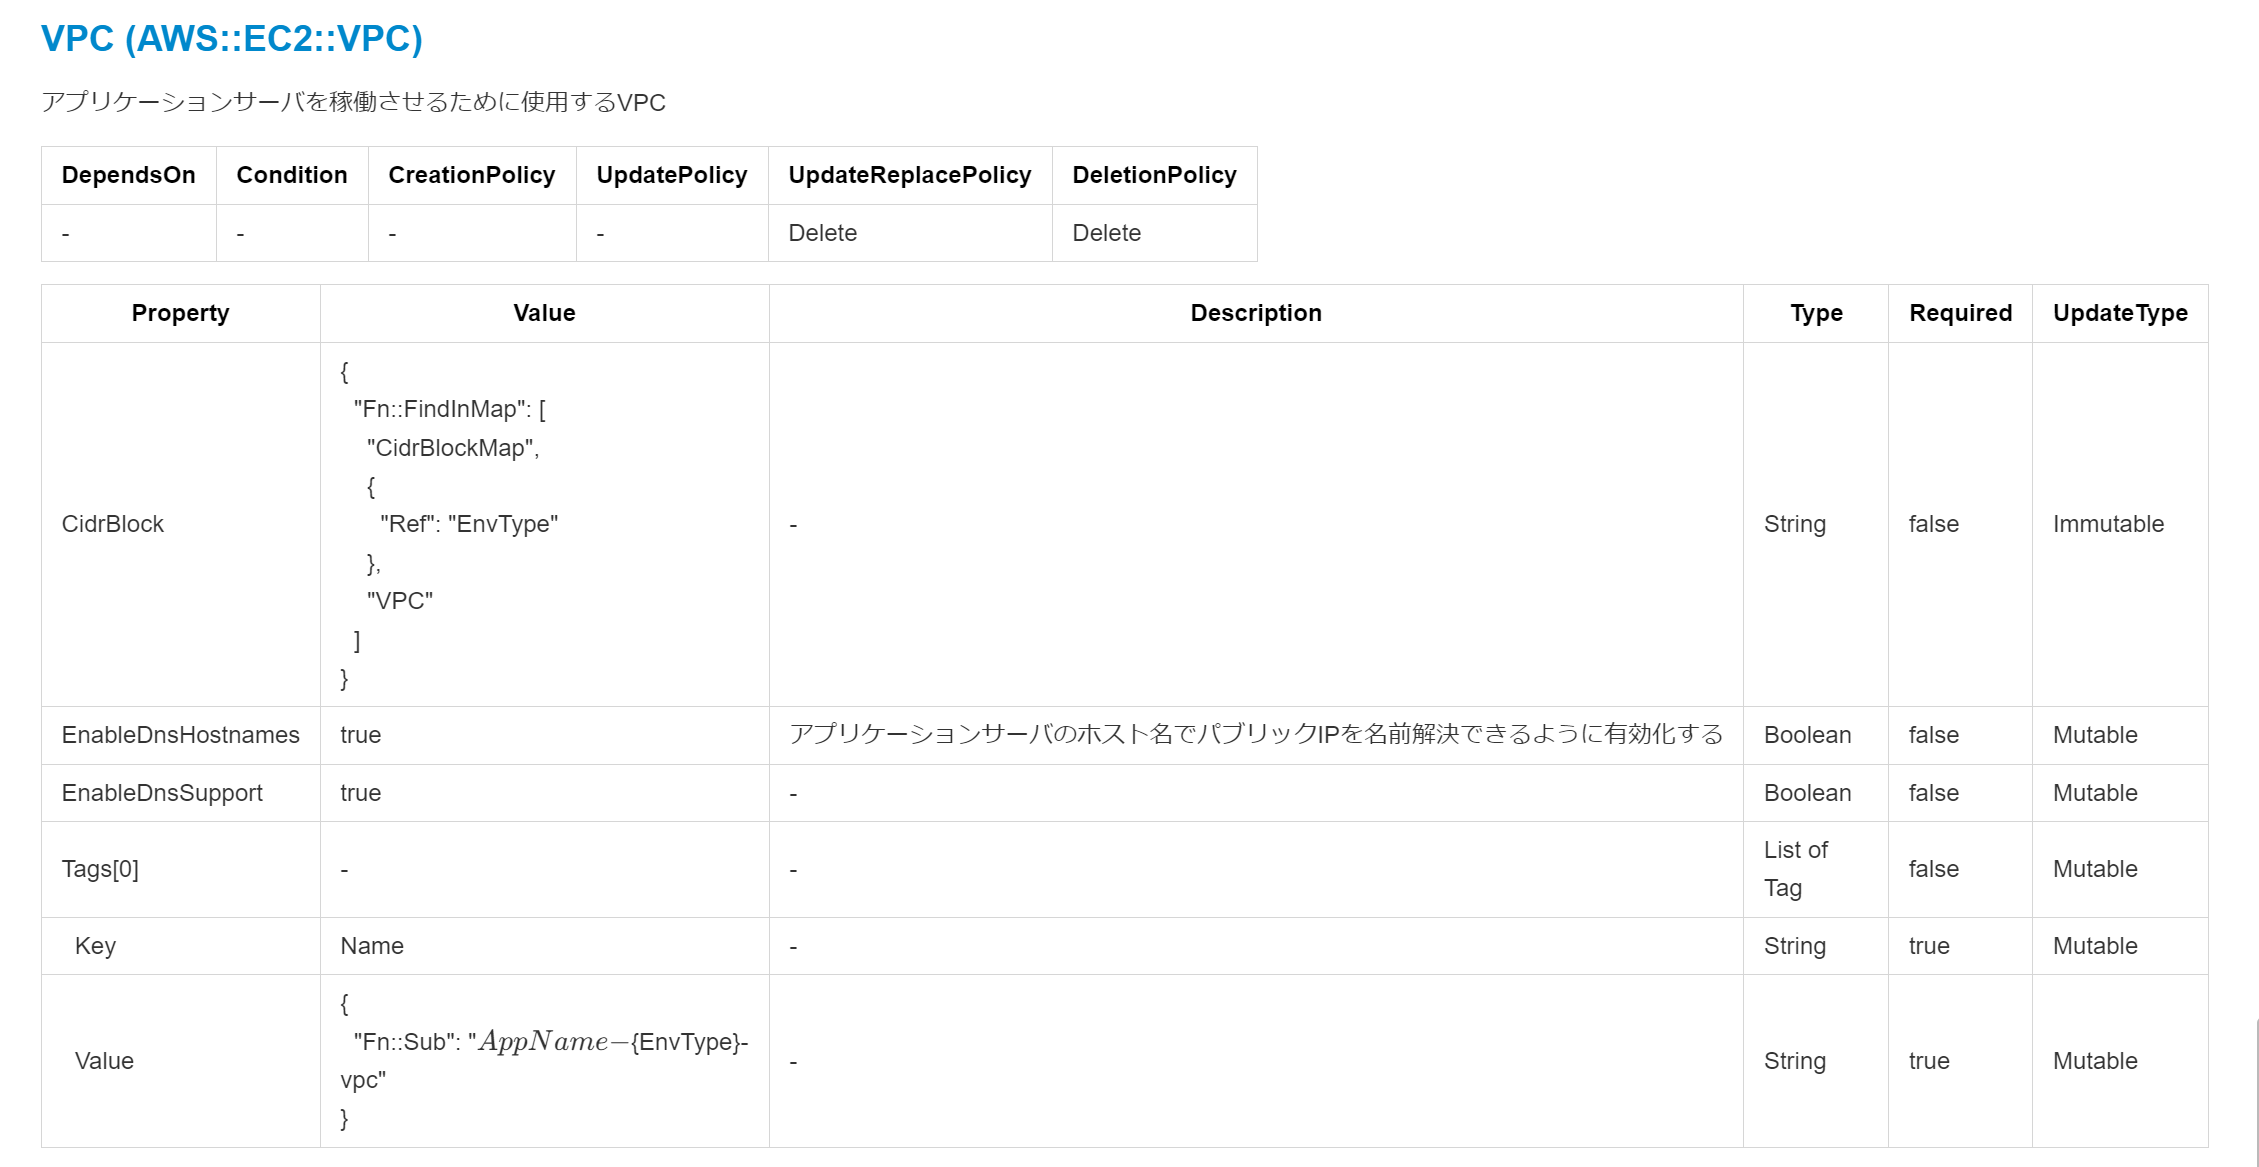 VPC (AWS::EC2::VPC)
アプリケーションサーバを稼働させるために使用するVPC
DependsOn Condition CreationPolicy UpdatePolicy UpdateReplacePolicy DeletionPolicy
- - - - Delete Delete
Property Value Description Type Required UpdateType
CidrBlock
{
"Fn::FindInMap": [
"CidrBlockMap",
{
"Ref": "EnvType"
},
"VPC"
]
}
- String false Immutable
EnableDnsHostnames true アプリケーションサーバのホスト名でパブリックIPを名前解決できるように有効化する Boolean false Mutable
EnableDnsSupport true - Boolean false Mutable
Tags[0] - -
List of
Tag
false Mutable
Key Name - String true Mutable
Value
{
"Fn::Sub": "AppName−{EnvType}-
vpc"
}
- String true Mutable